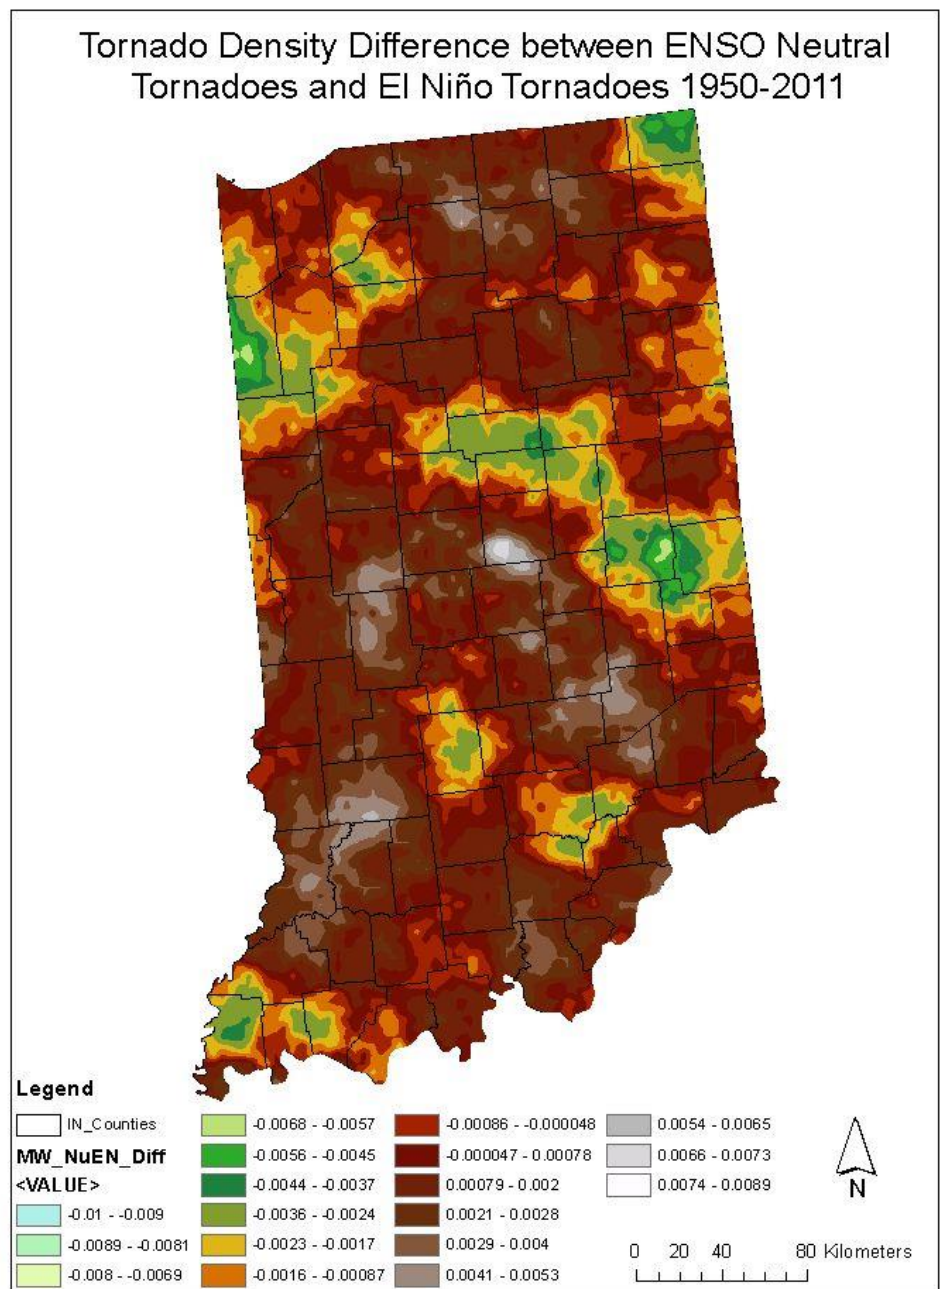 Tornado Density Difference between ENSO Neutral
Tornadoes and El Niño Tornadoes 1950-2011
Legend
IN_Counties
MW_NuEN_Diff
<VALUE>
-0.01 - -0.009
-0.0089 - -0.0081
-0.008 - -0.0069
-0.0068 - -0.0057
-0.0056 - -0.0045
-0.0044 - -0.0037
-0.0036 - -0.0024
-0.0023 - -0.0017
-0.0016 - -0.00087
-0.00086 - -0.000048
-0.000047 - 0.00078
0.00079 - 0.002
0.0021 - 0.0028
0.0029 - 0.004
0.0041 - 0.0053
0.0054 - 0.0065
0.0066 - 0.0073
0.0074 - 0.0089
N
0 20 40 80 Kilometers